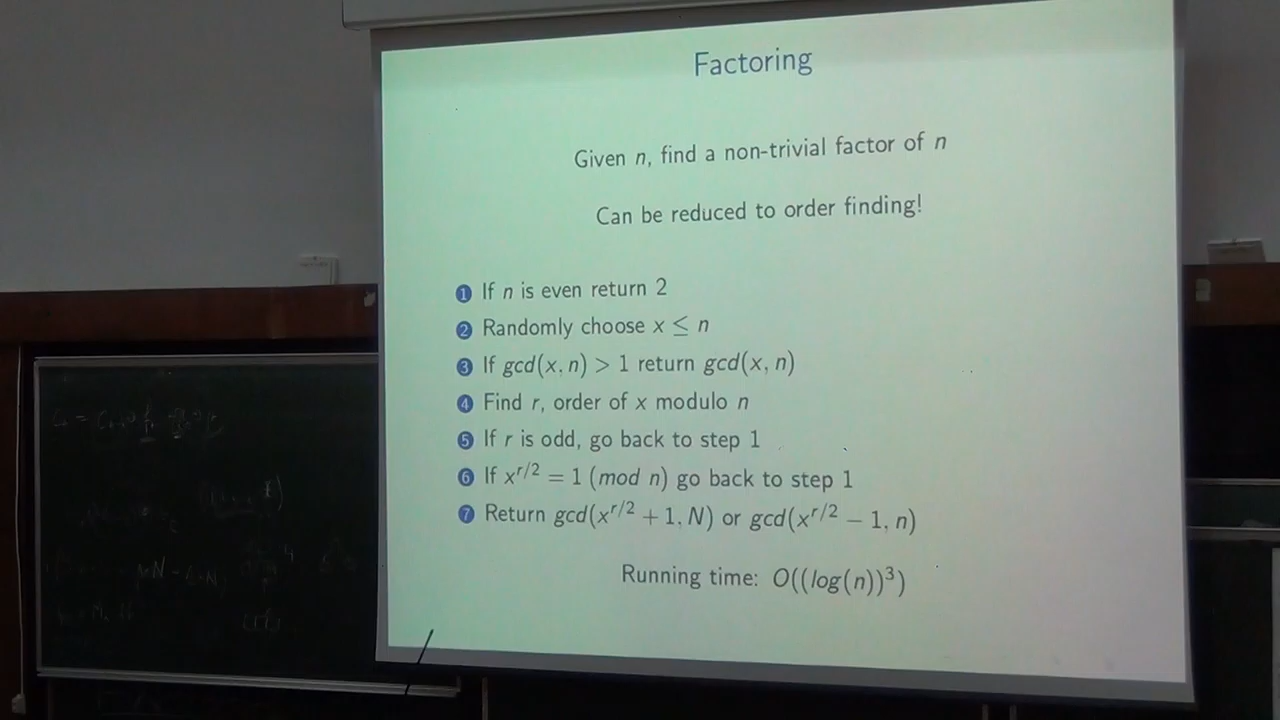 Factoring
Given n, find a non-trivial factor of n
Can be reduced to order finding!
1 If n is even return 2
2 Randomly choose x ≤ n
3 If gcd(x, n) > 1 return gcd(x, n)
4 Find r, order of x modulo n
5 If r is odd, go back to step 1
6 If x^{r/2} = 1 (mod n) go back to step 1
7 Return gcd(x^{r/2} + 1, N) or gcd(x^{r/2} − 1, n)
Running time: O((log(n))³)